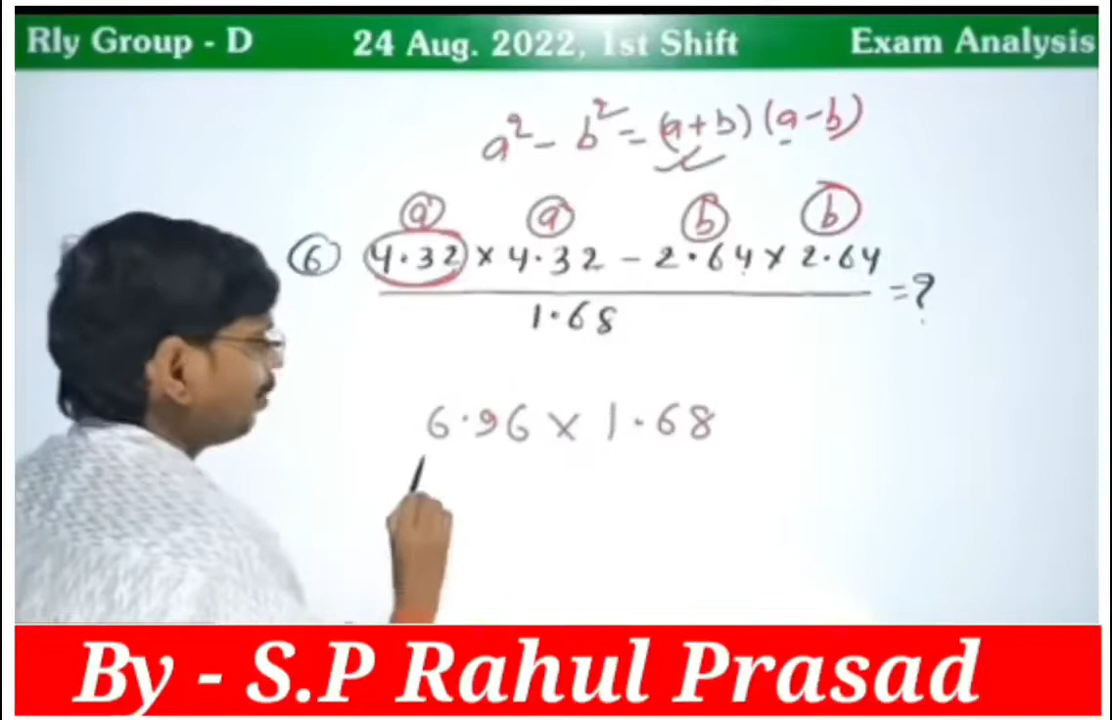 Rly Group - D 24 Aug. 2022, 1st Shift Exam Analysis
a² - b² = (a+b) (a-b)
a a b b
6 4.32 × 4.32 - 2.64 × 2.64
1.68 = ?
6.96 × 1.68
By - S.P Rahul Prasad